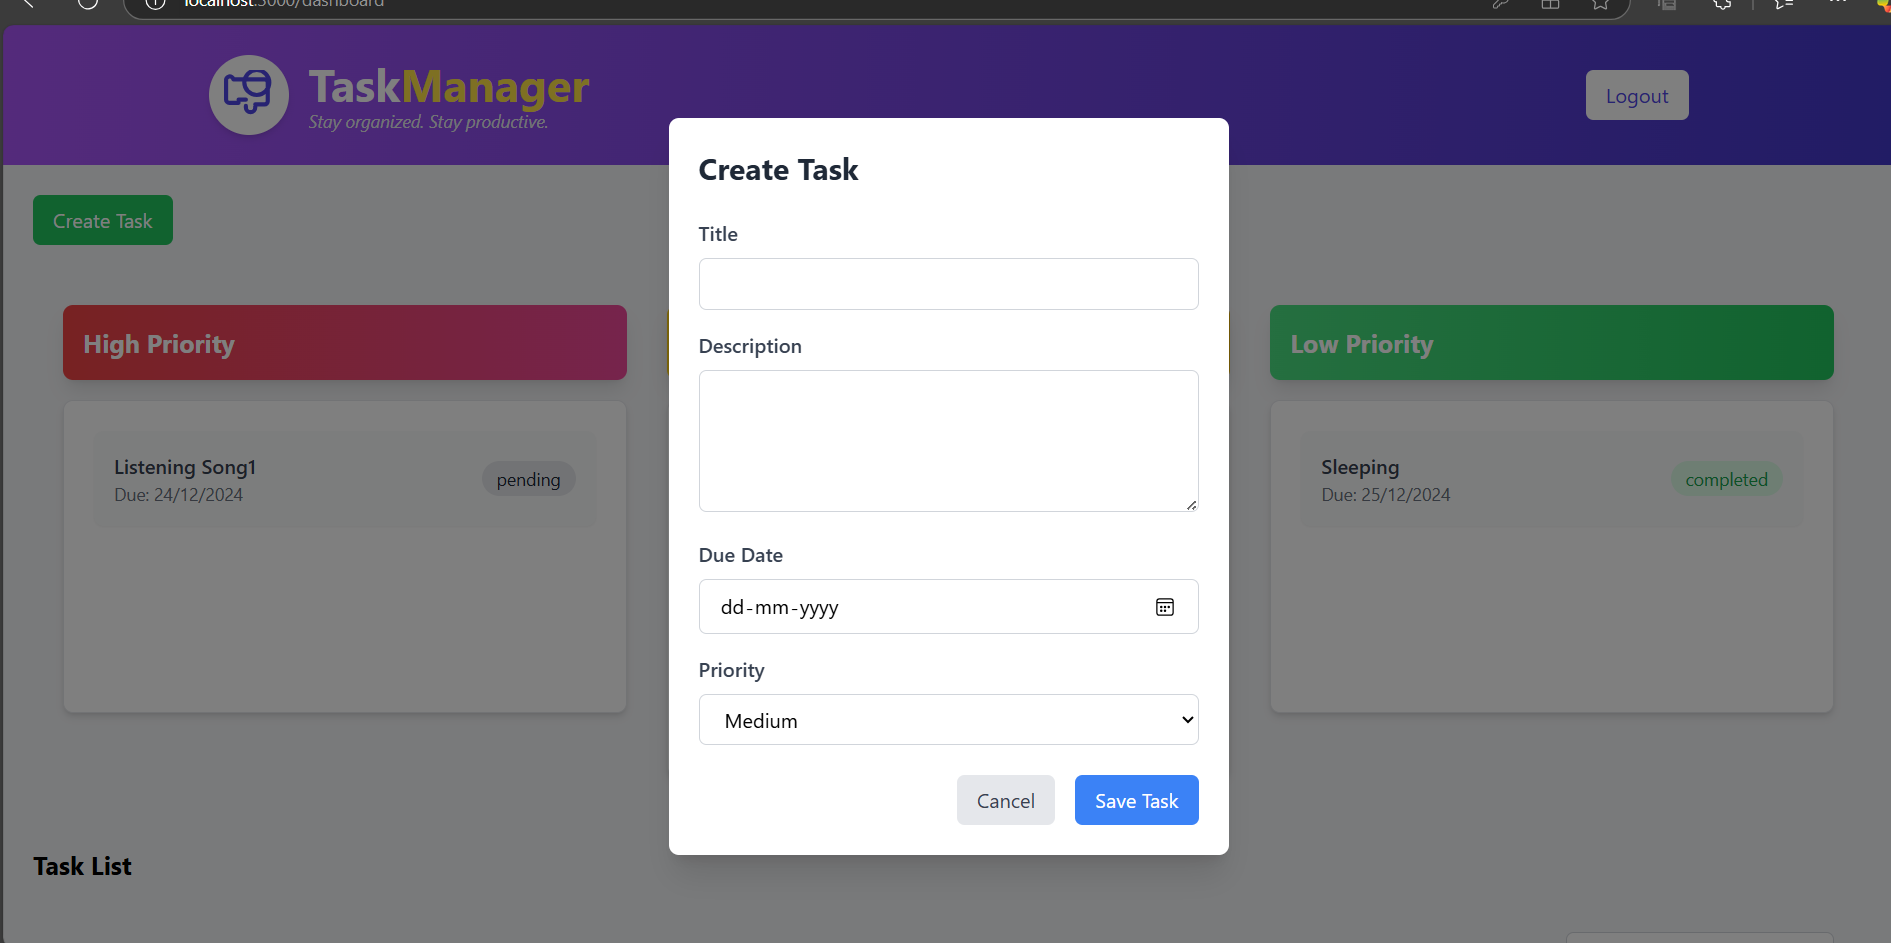 localhost:3000/dashboard
TaskManager
Stay organized. Stay productive.
Logout
Create Task
High Priority
Listening Song1
Due: 24/12/2024
pending
Create Task
Title
Description
Due Date
dd-mm-yyyy
Priority
Medium
Cancel
Save Task
Low Priority
Sleeping
Due: 25/12/2024
completed
Task List